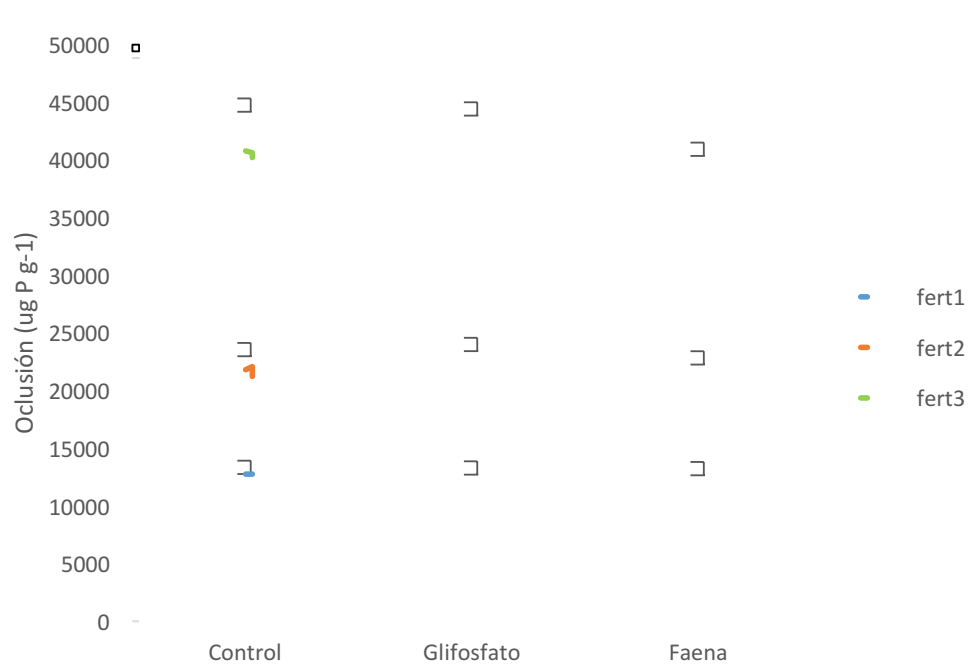 50000
45000
40000
35000
30000
25000
20000
15000
10000
5000
0
Oclusión (ug P g-1)
Control Glifosfato Faena
fert1
fert2
fert3